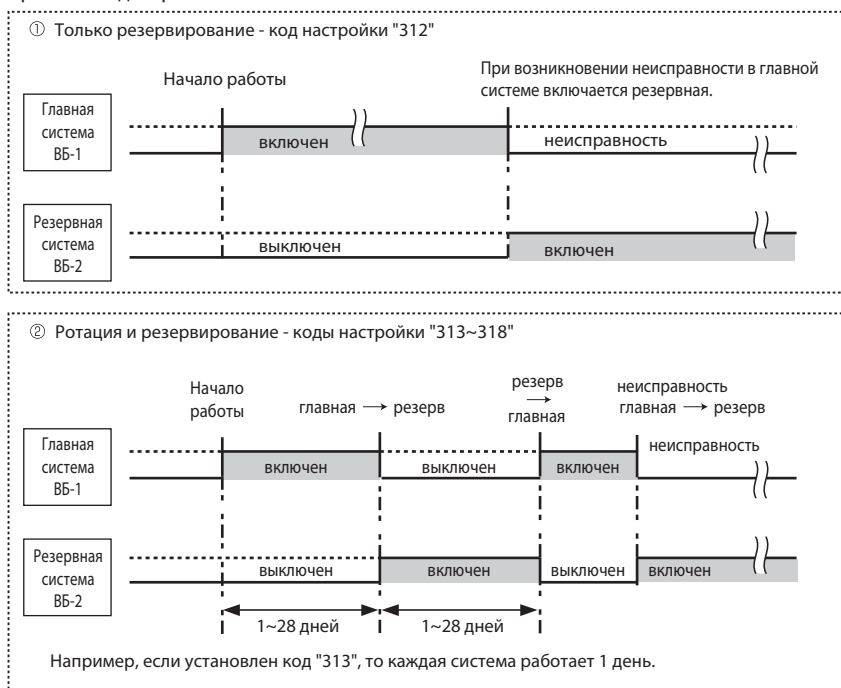 ① Только резервирование - код настройки "312"
Начало работы
При возникновении неисправности в главной
системе включается резервная.
Главная
система
ВБ-1
включен
неисправность
Резервная
система
ВБ-2
выключен
включен
② Ротация и резервирование - коды настройки "313~318"
Начало
работы
главная → резерв
резерв
→
главная
неисправность
главная → резерв
Главная
система
ВБ-1
включен
выключен
включен
неисправность
Резервная
система
ВБ-2
выключен
включен
выключен
включен
1~28 дней
1~28 дней
Например, если установлен код "313", то каждая система работает 1 день.